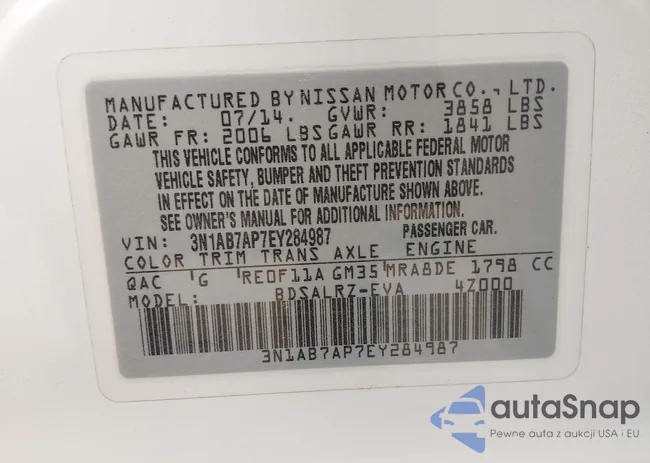 MANUFACTURED BY NISSAN MOTOR CO., LTD.
DATE: 07/14. GVWR: 3858 LBS
GAWR FR: 2006 LBS GAWR RR: 1841 LBS
THIS VEHICLE CONFORMS TO ALL APPLICABLE FEDERAL MOTOR
VEHICLE SAFETY, BUMPER AND THEFT PREVENTION STANDARDS
IN EFFECT ON THE DATE OF MANUFACTURE SHOWN ABOVE.
SEE OWNER'S MANUAL FOR ADDITIONAL INFORMATION.
VIN: 3N1AB7AP7EY284987 PASSENGER CAR.
COLOR TRIM TRANS AXLE ENGINE
QAC G RE0F11A GM35 MRA8DE 1798 CC
MODEL: BDSALRZ-EVA 4Z000
3N1AB7AP7EY284987
autaSnap
Pewne auta z aukcji USA i EU